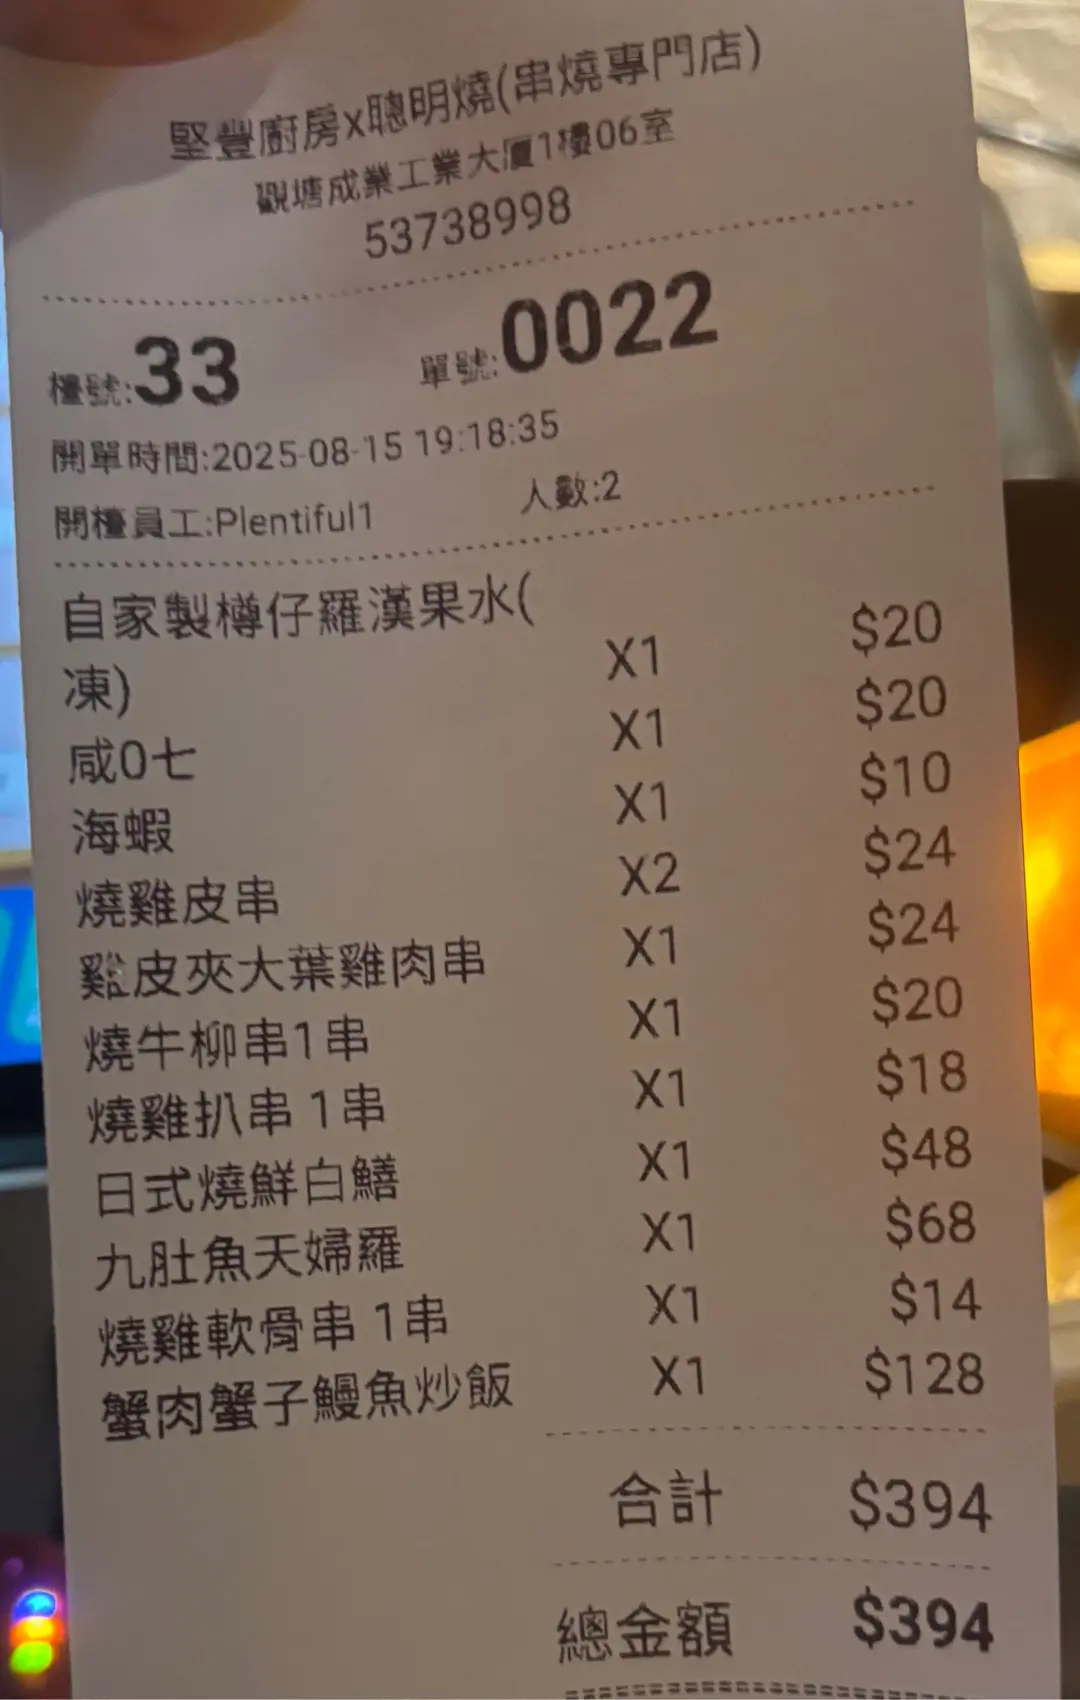 堅豐廚房x聰明燒(串燒專門店)
觀塘成業工業大廈1樓06室
53738998
檯號:33 單號:0022
開單時間:2025-08-15 19:18:35
開檯員工:Plentiful1 人數:2
自家製樽仔羅漢果水(
凍) X1 $20
咸0七 X1 $20
海蝦 X1 $10
燒雞皮串 X2 $24
雞皮夾大葉雞肉串 X1 $24
燒牛柳串1串 X1 $20
燒雞扒串 1串 X1 $18
日式燒鮮白鱔 X1 $48
九肚魚天婦羅 X1 $68
燒雞軟骨串 1串 X1 $14
蟹肉蟹子鰻魚炒飯 X1 $128
合計 $394
總金額 $394